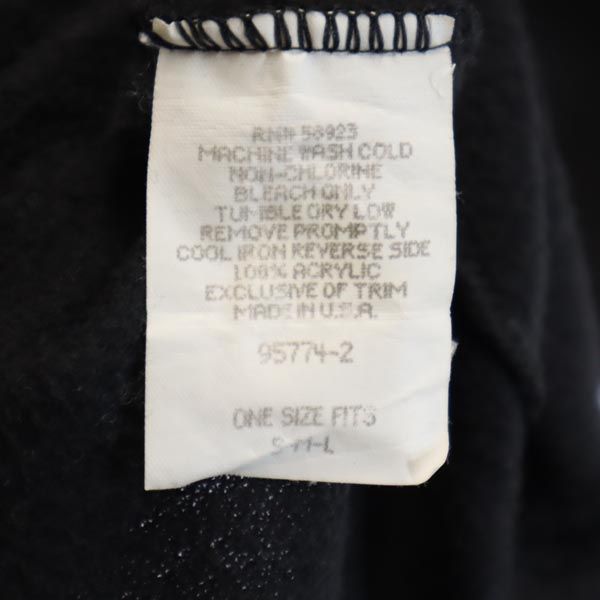 RN# 58923
MACHINE WASH COLD
NON-CHLORINE
BLEACH ONLY
TUMBLE DRY LOW
REMOVE PROMPTLY
COOL IRON REVERSE SIDE
100% ACRYLIC
EXCLUSIVE OF TRIM
MADE IN U.S.A.
95774-2
ONE SIZE FITS
S-M-L